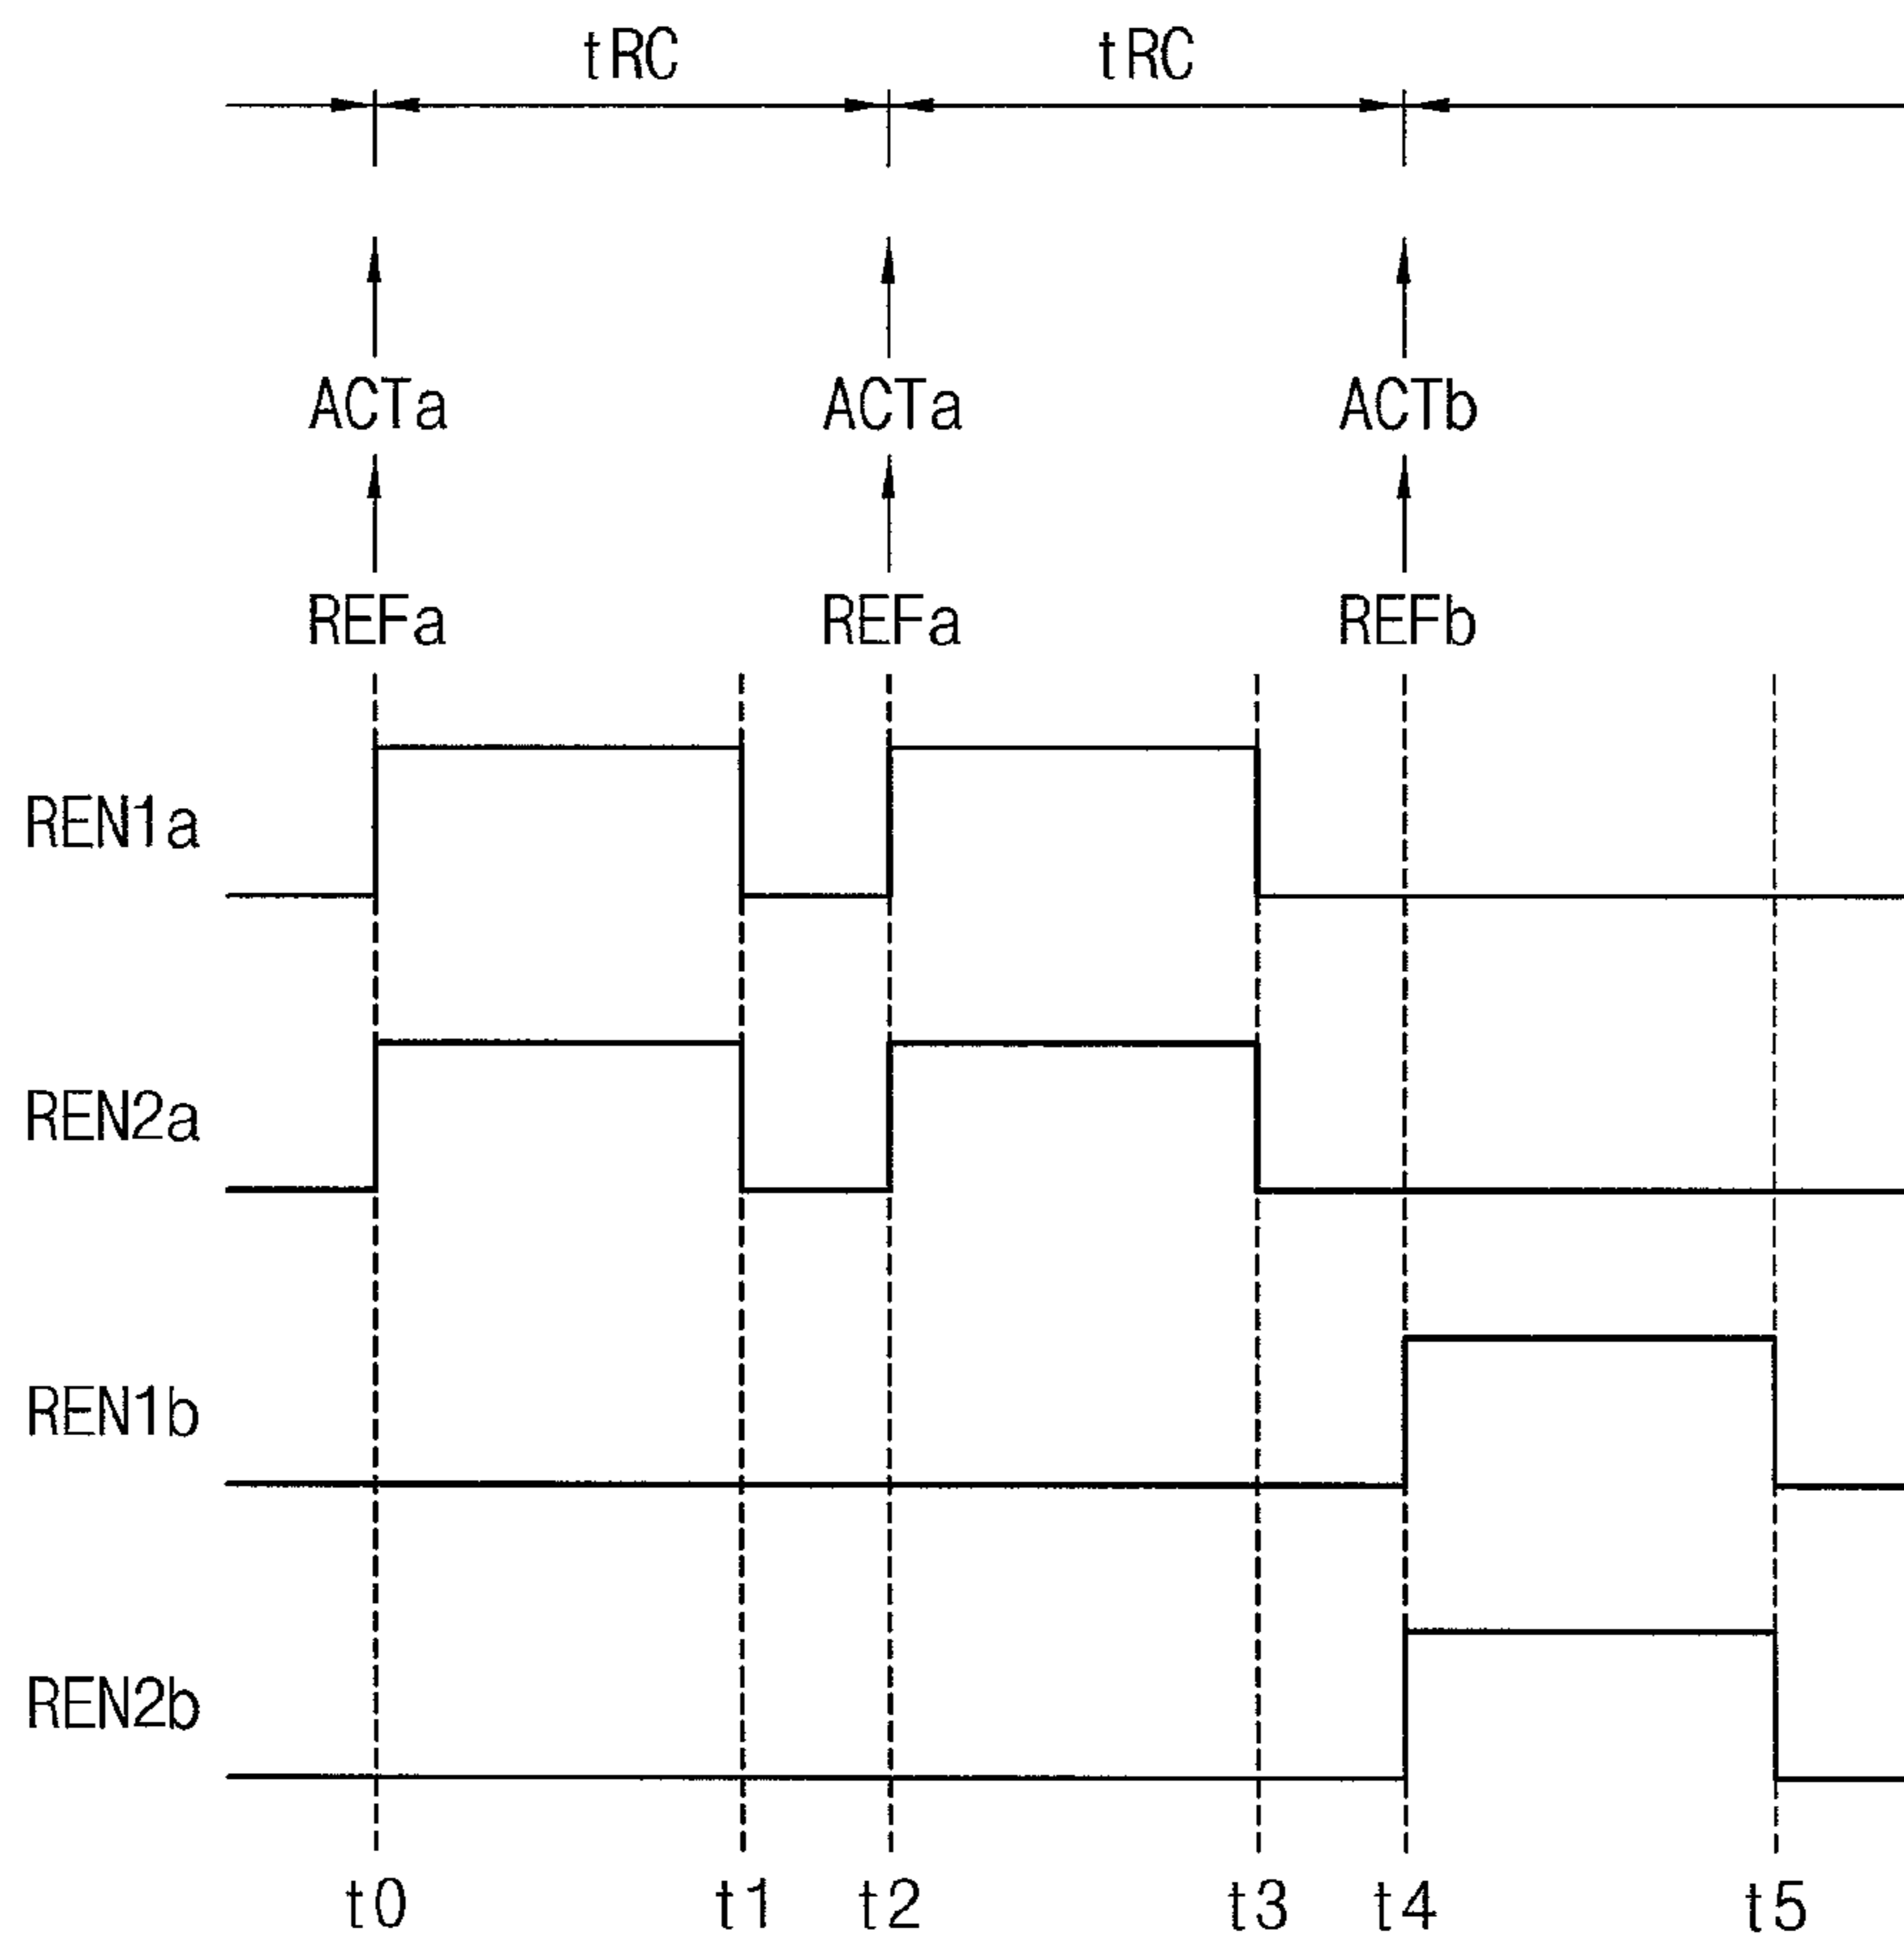 tRC tRC
ACTa ACTa ACTb
REFa REFa REFb
REN1a
REN2a
REN1b
REN2b
t0 t1 t2 t3 t4 t5